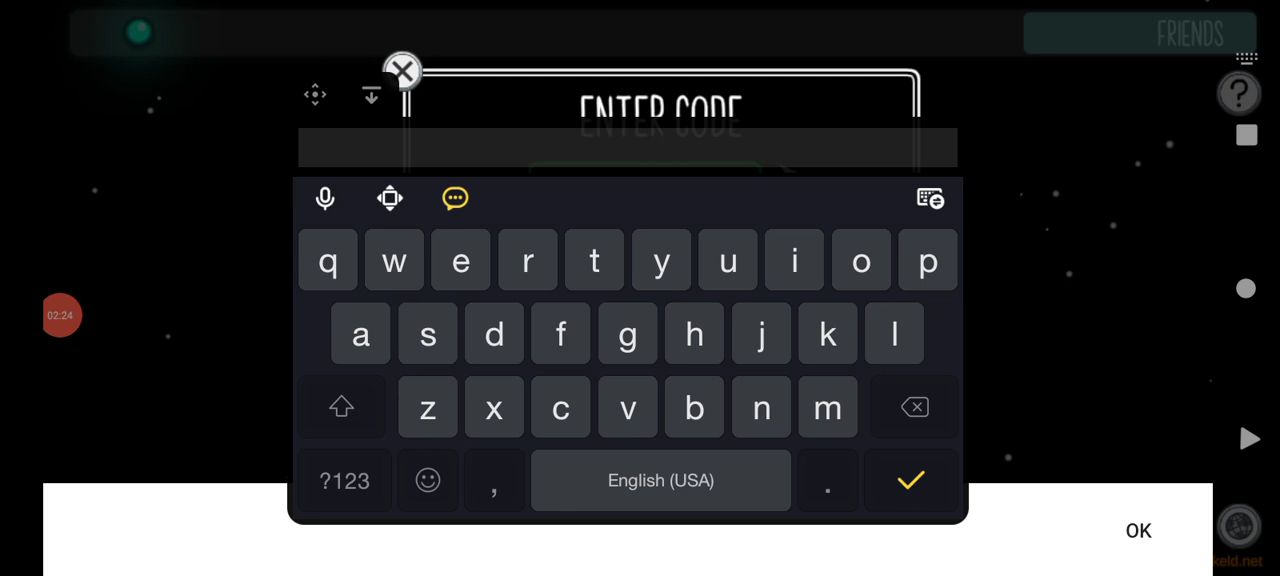 FRIENDS
ENTER CODE
q w e r t y u i o p
02:24
a s d f g h j k l
z x c v b n m
?123 , English (USA) .
OK
keld.net